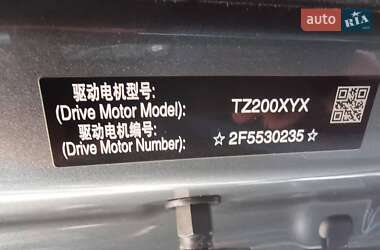 auto RIA
驱动电机型号:
(Drive Motor Model): TZ200XYX
驱动电机编号:
(Drive Motor Number): ☆2F5530235☆